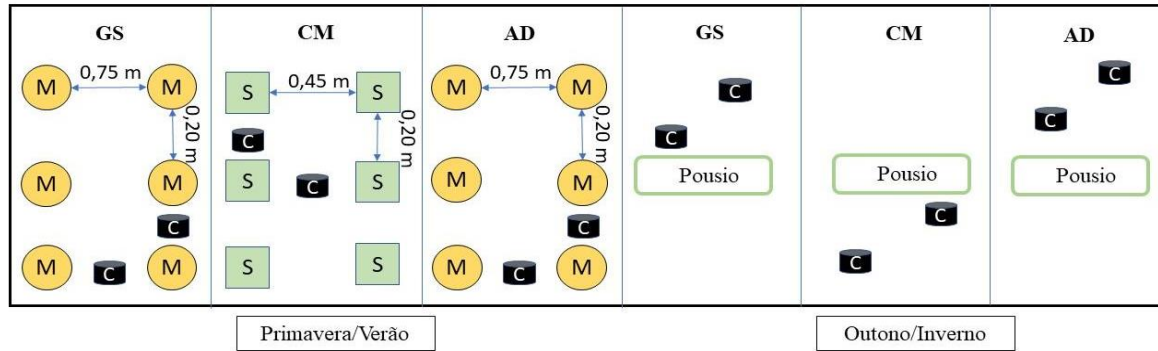 GS CM AD GS CM AD
M 0,75 m M S 0,45 m S M 0,75 m M
0,20 m 0,20 m 0,20 m
C C
C C
M M S C S M M
Pousio Pousio Pousio
C C C
M C M S S M C M C
Primavera/Verão Outono/Inverno